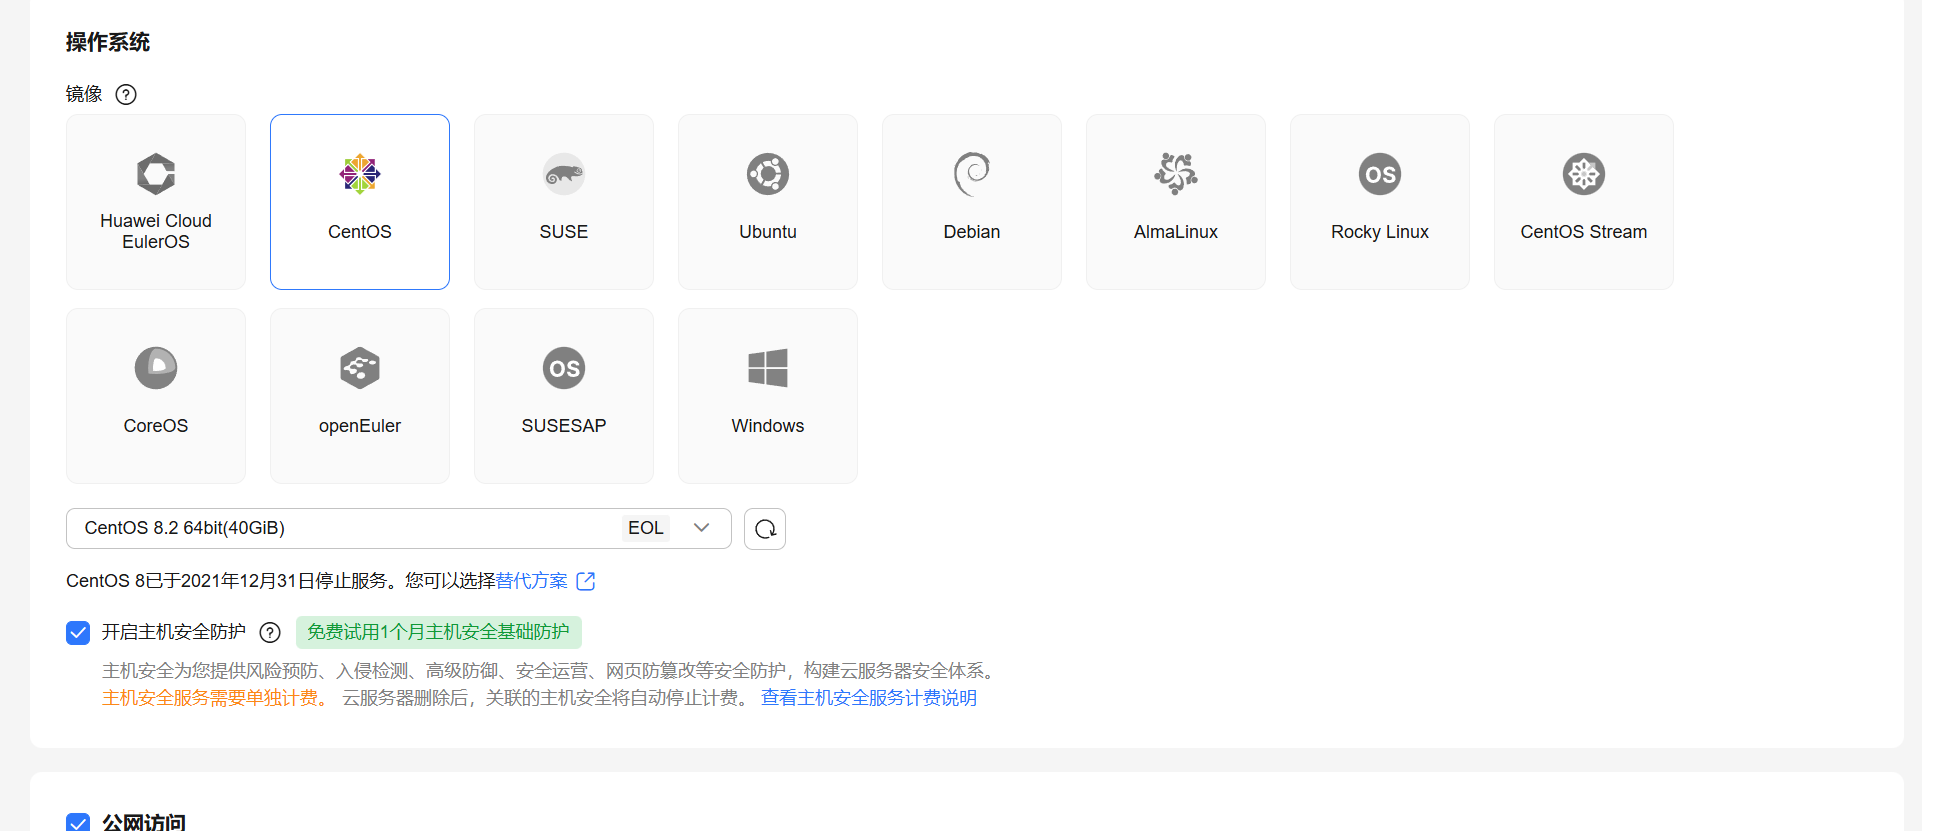 操作系统
镜像 ?
Huawei Cloud
EulerOS
CentOS
SUSE
Ubuntu
Debian
OS
AlmaLinux
Rocky Linux
CentOS Stream
CoreOS
openEuler
OS
SUSESAP
Windows
CentOS 8.2 64bit(40GiB) EOL
CentOS 8已于2021年12月31日停止服务。您可以选择替代方案
开启主机安全防护 ? 免费试用1个月主机安全基础防护
主机安全为您提供风险预防、入侵检测、高级防御、安全运营、网页防篡改等安全防护，构建云服务器安全体系。
主机安全服务需要单独计费。 云服务器删除后，关联的主机安全将自动停止计费。 查看主机安全服务计费说明
公网访问